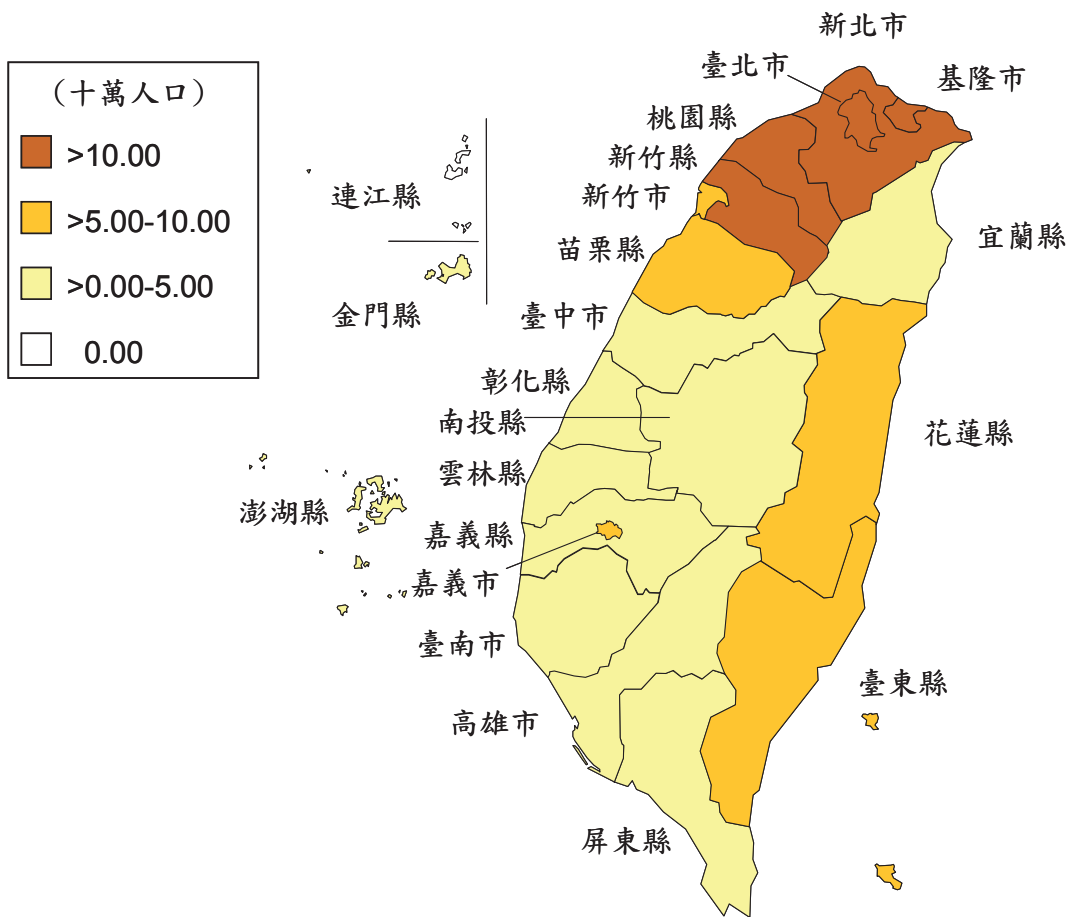 （十萬人口）
>10.00
>5.00-10.00
>0.00-5.00
0.00
新北市
臺北市
基隆市
桃園縣
新竹縣
新竹市
連江縣
苗栗縣
宜蘭縣
金門縣
臺中市
彰化縣
南投縣
花蓮縣
雲林縣
澎湖縣
嘉義縣
嘉義市
臺南市
臺東縣
高雄市
屏東縣